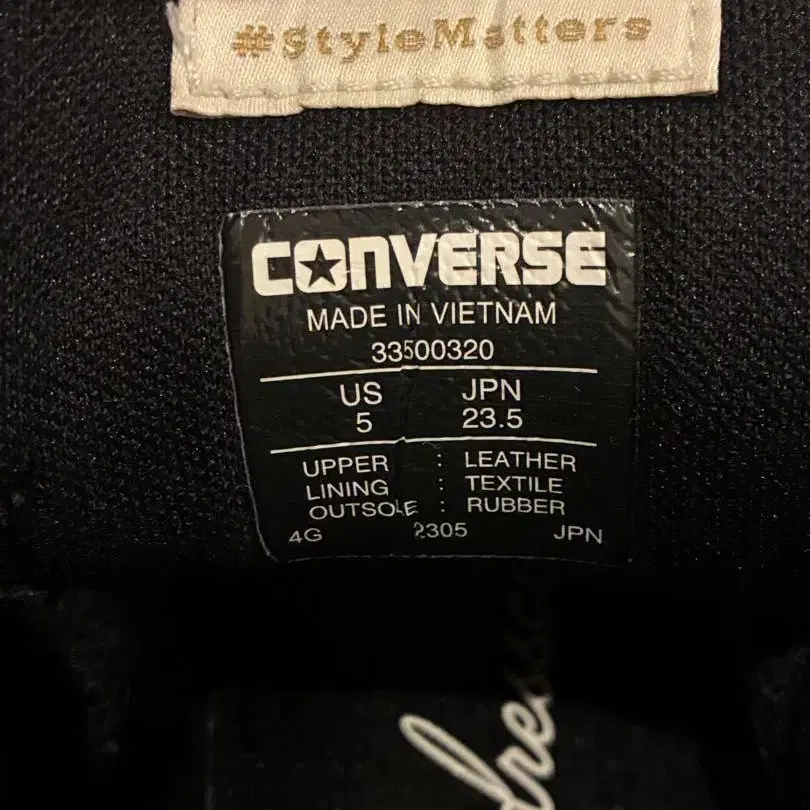 #StyleMatters
CONVERSE
MADE IN VIETNAM
33500320
US JPN
5 23.5
UPPER : LEATHER
LINING : TEXTILE
OUTSOLE : RUBBER
4G 2305 JPN